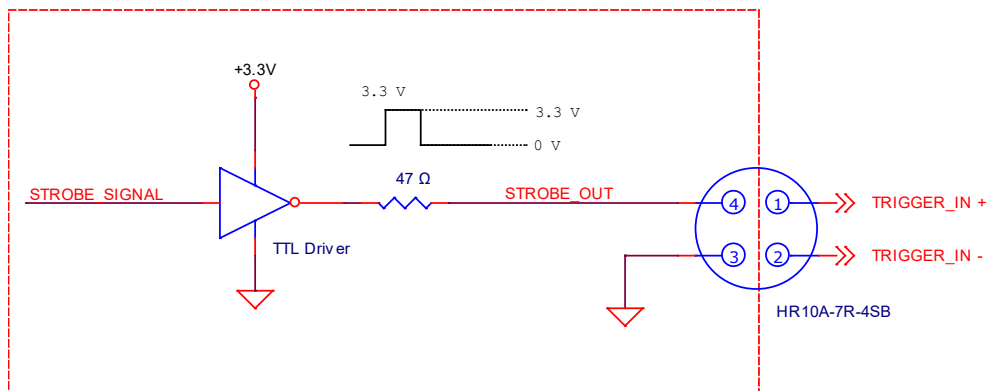 +3.3V
3.3 V
3.3 V
0 V
STROBE_SIGNAL
47 Ω
STROBE_OUT
TTL Driver
4
1
TRIGGER_IN +
3
2
TRIGGER_IN -
HR10A-7R-4SB